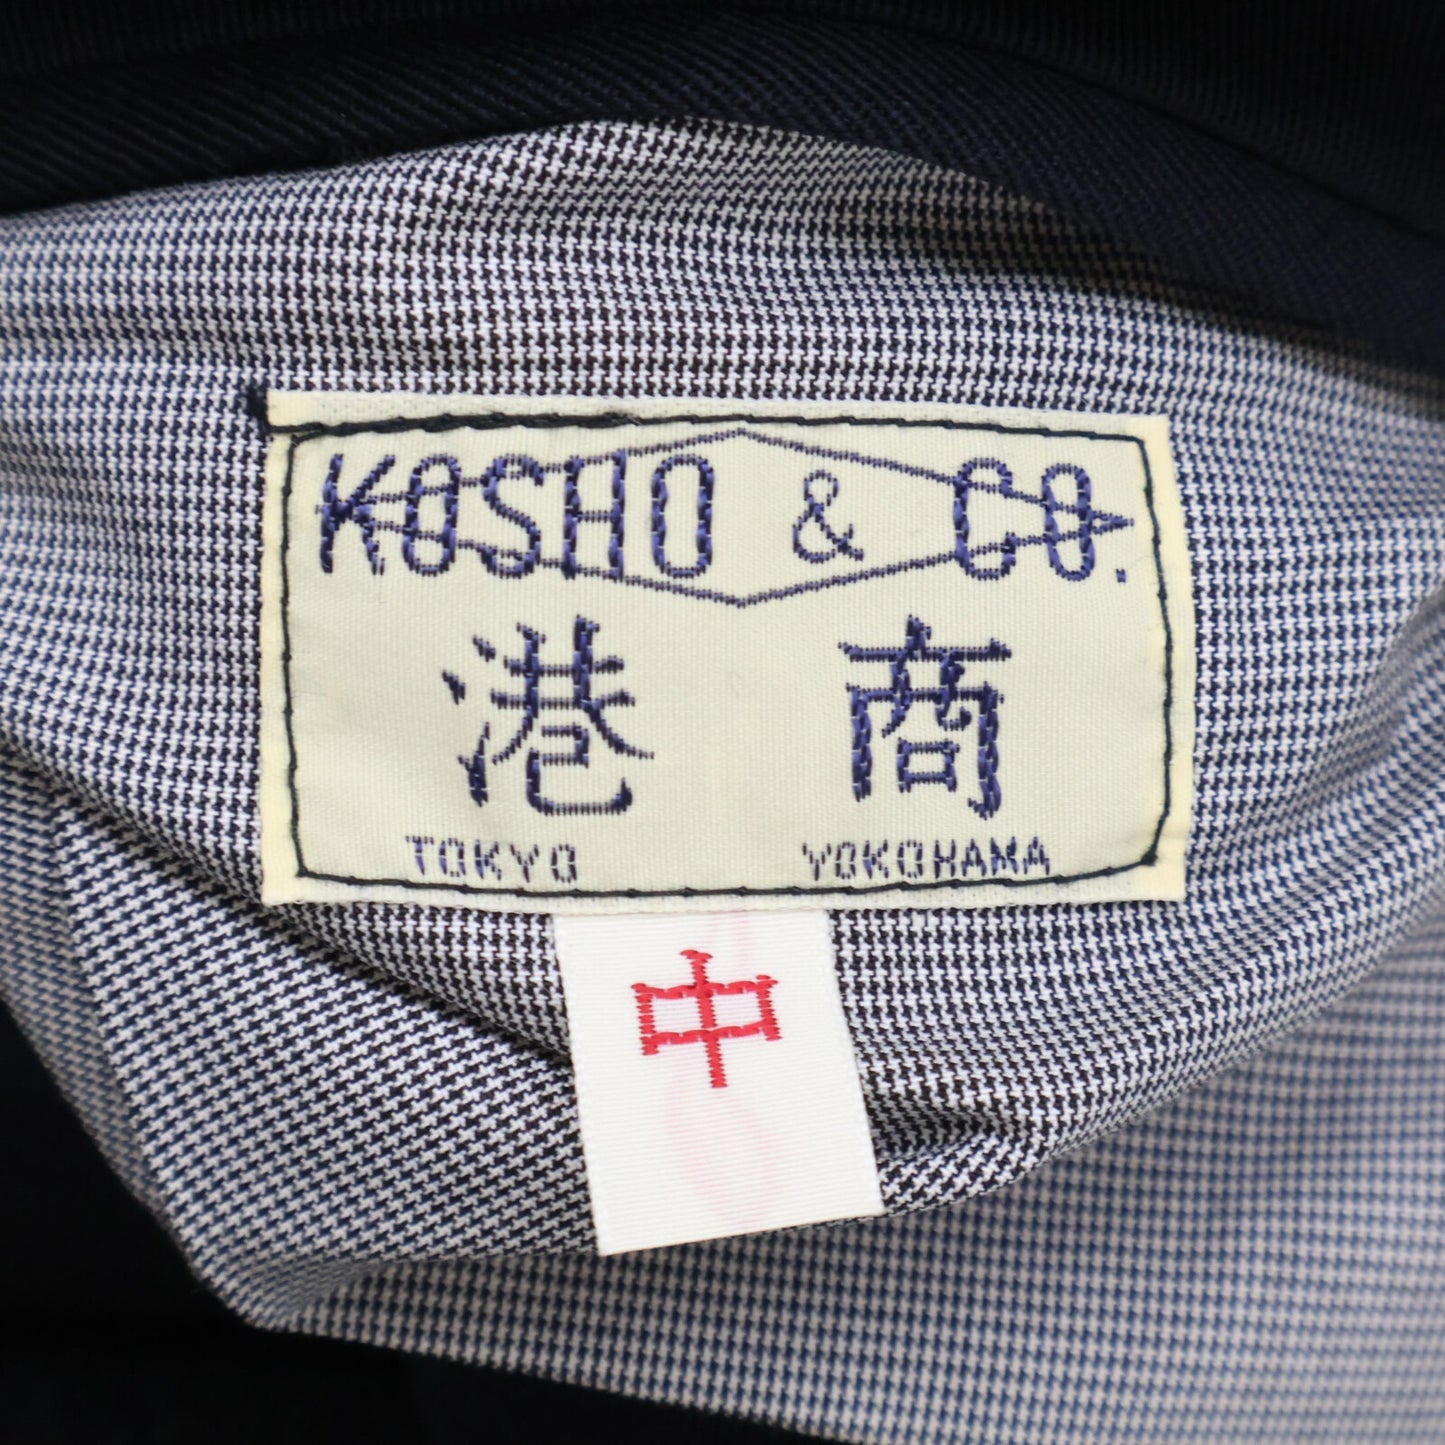 KOSHO & CO.
港 商
TOKYO YOKOHAMA
中